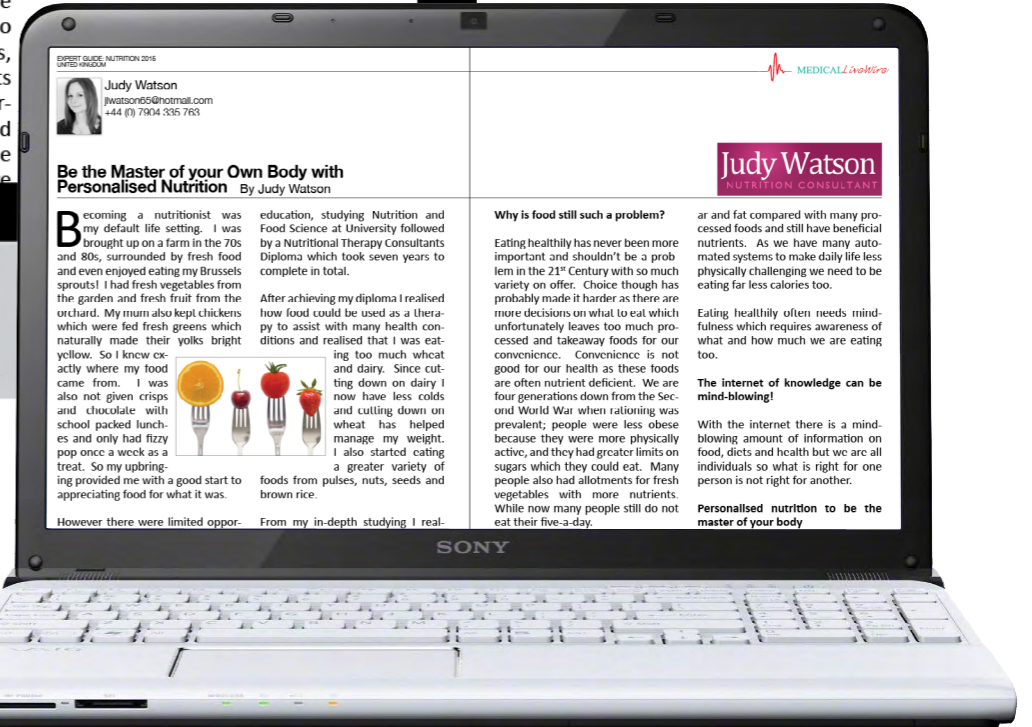 e
o
s,
ts
r-
d
e
e
EXPERT GUIDE: NUTRITION 2015
UNITED KINGDOM
MEDICAL LiveWire
Judy Watson
jlwatson65@hotmail.com
+44 (0) 7904 335 763
Be the Master of your Own Body with
Personalised Nutrition By Judy Watson
Judy Watson
NUTRITION CONSULTANT
Becoming a nutritionist was
my default life setting. I was
brought up on a farm in the 70s
and 80s, surrounded by fresh food
and even enjoyed eating my Brussels
sprouts! I had fresh vegetables from
the garden and fresh fruit from the
orchard. My mum also kept chickens
which were fed fresh greens which
naturally made their yolks bright
yellow. So I knew ex-
actly where my food
came from. I was
also not given crisps
and chocolate with
school packed lunch-
es and only had fizzy
pop once a week as a
treat. So my upbring-
ing provided me with a good start to
appreciating food for what it was.
However there were limited oppor-
education, studying Nutrition and
Food Science at University followed
by a Nutritional Therapy Consultants
Diploma which took seven years to
complete in total.
After achieving my diploma I realised
how food could be used as a thera-
py to assist with many health con-
ditions and realised that I was eat-
ing too much wheat
and dairy. Since cut-
ting down on dairy I
now have less colds
and cutting down on
wheat has helped
manage my weight.
I also started eating
a greater variety of
foods from pulses, nuts, seeds and
brown rice.
From my in-depth studying I real-
Why is food still such a problem?
Eating healthily has never been more
important and shouldn't be a prob-
lem in the 21st Century with so much
variety on offer. Choice though has
probably made it harder as there are
more decisions on what to eat which
unfortunately leaves too much pro-
cessed and takeaway foods for our
convenience. Convenience is not
good for our health as these foods
are often nutrient deficient. We are
four generations down from the Sec-
ond World War when rationing was
prevalent; people were less obese
because they were more physically
active, and they had greater limits on
sugars which they could eat. Many
people also had allotments for fresh
vegetables with more nutrients.
While now many people still do not
eat their five-a-day.
ar and fat compared with many pro-
cessed foods and still have beneficial
nutrients. As we have many auto-
mated systems to make daily life less
physically challenging we need to be
eating far less calories too.
Eating healthily often needs mind-
fulness which requires awareness of
what and how much we are eating
too.
The internet of knowledge can be
mind-blowing!
With the internet there is a mind-
blowing amount of information on
food, diets and health but we are all
individuals so what is right for one
person is not right for another.
Personalised nutrition to be the
master of your body
SONY
VAIO